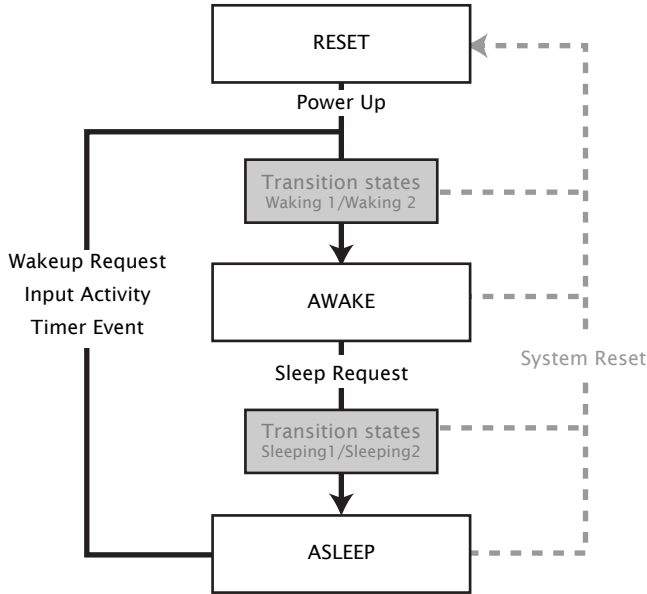 RESET
Power Up
Transition states
Waking 1/Waking 2
Wakeup Request
Input Activity
Timer Event
AWAKE
System Reset
Sleep Request
Transition states
Sleeping1/Sleeping2
ASLEEP